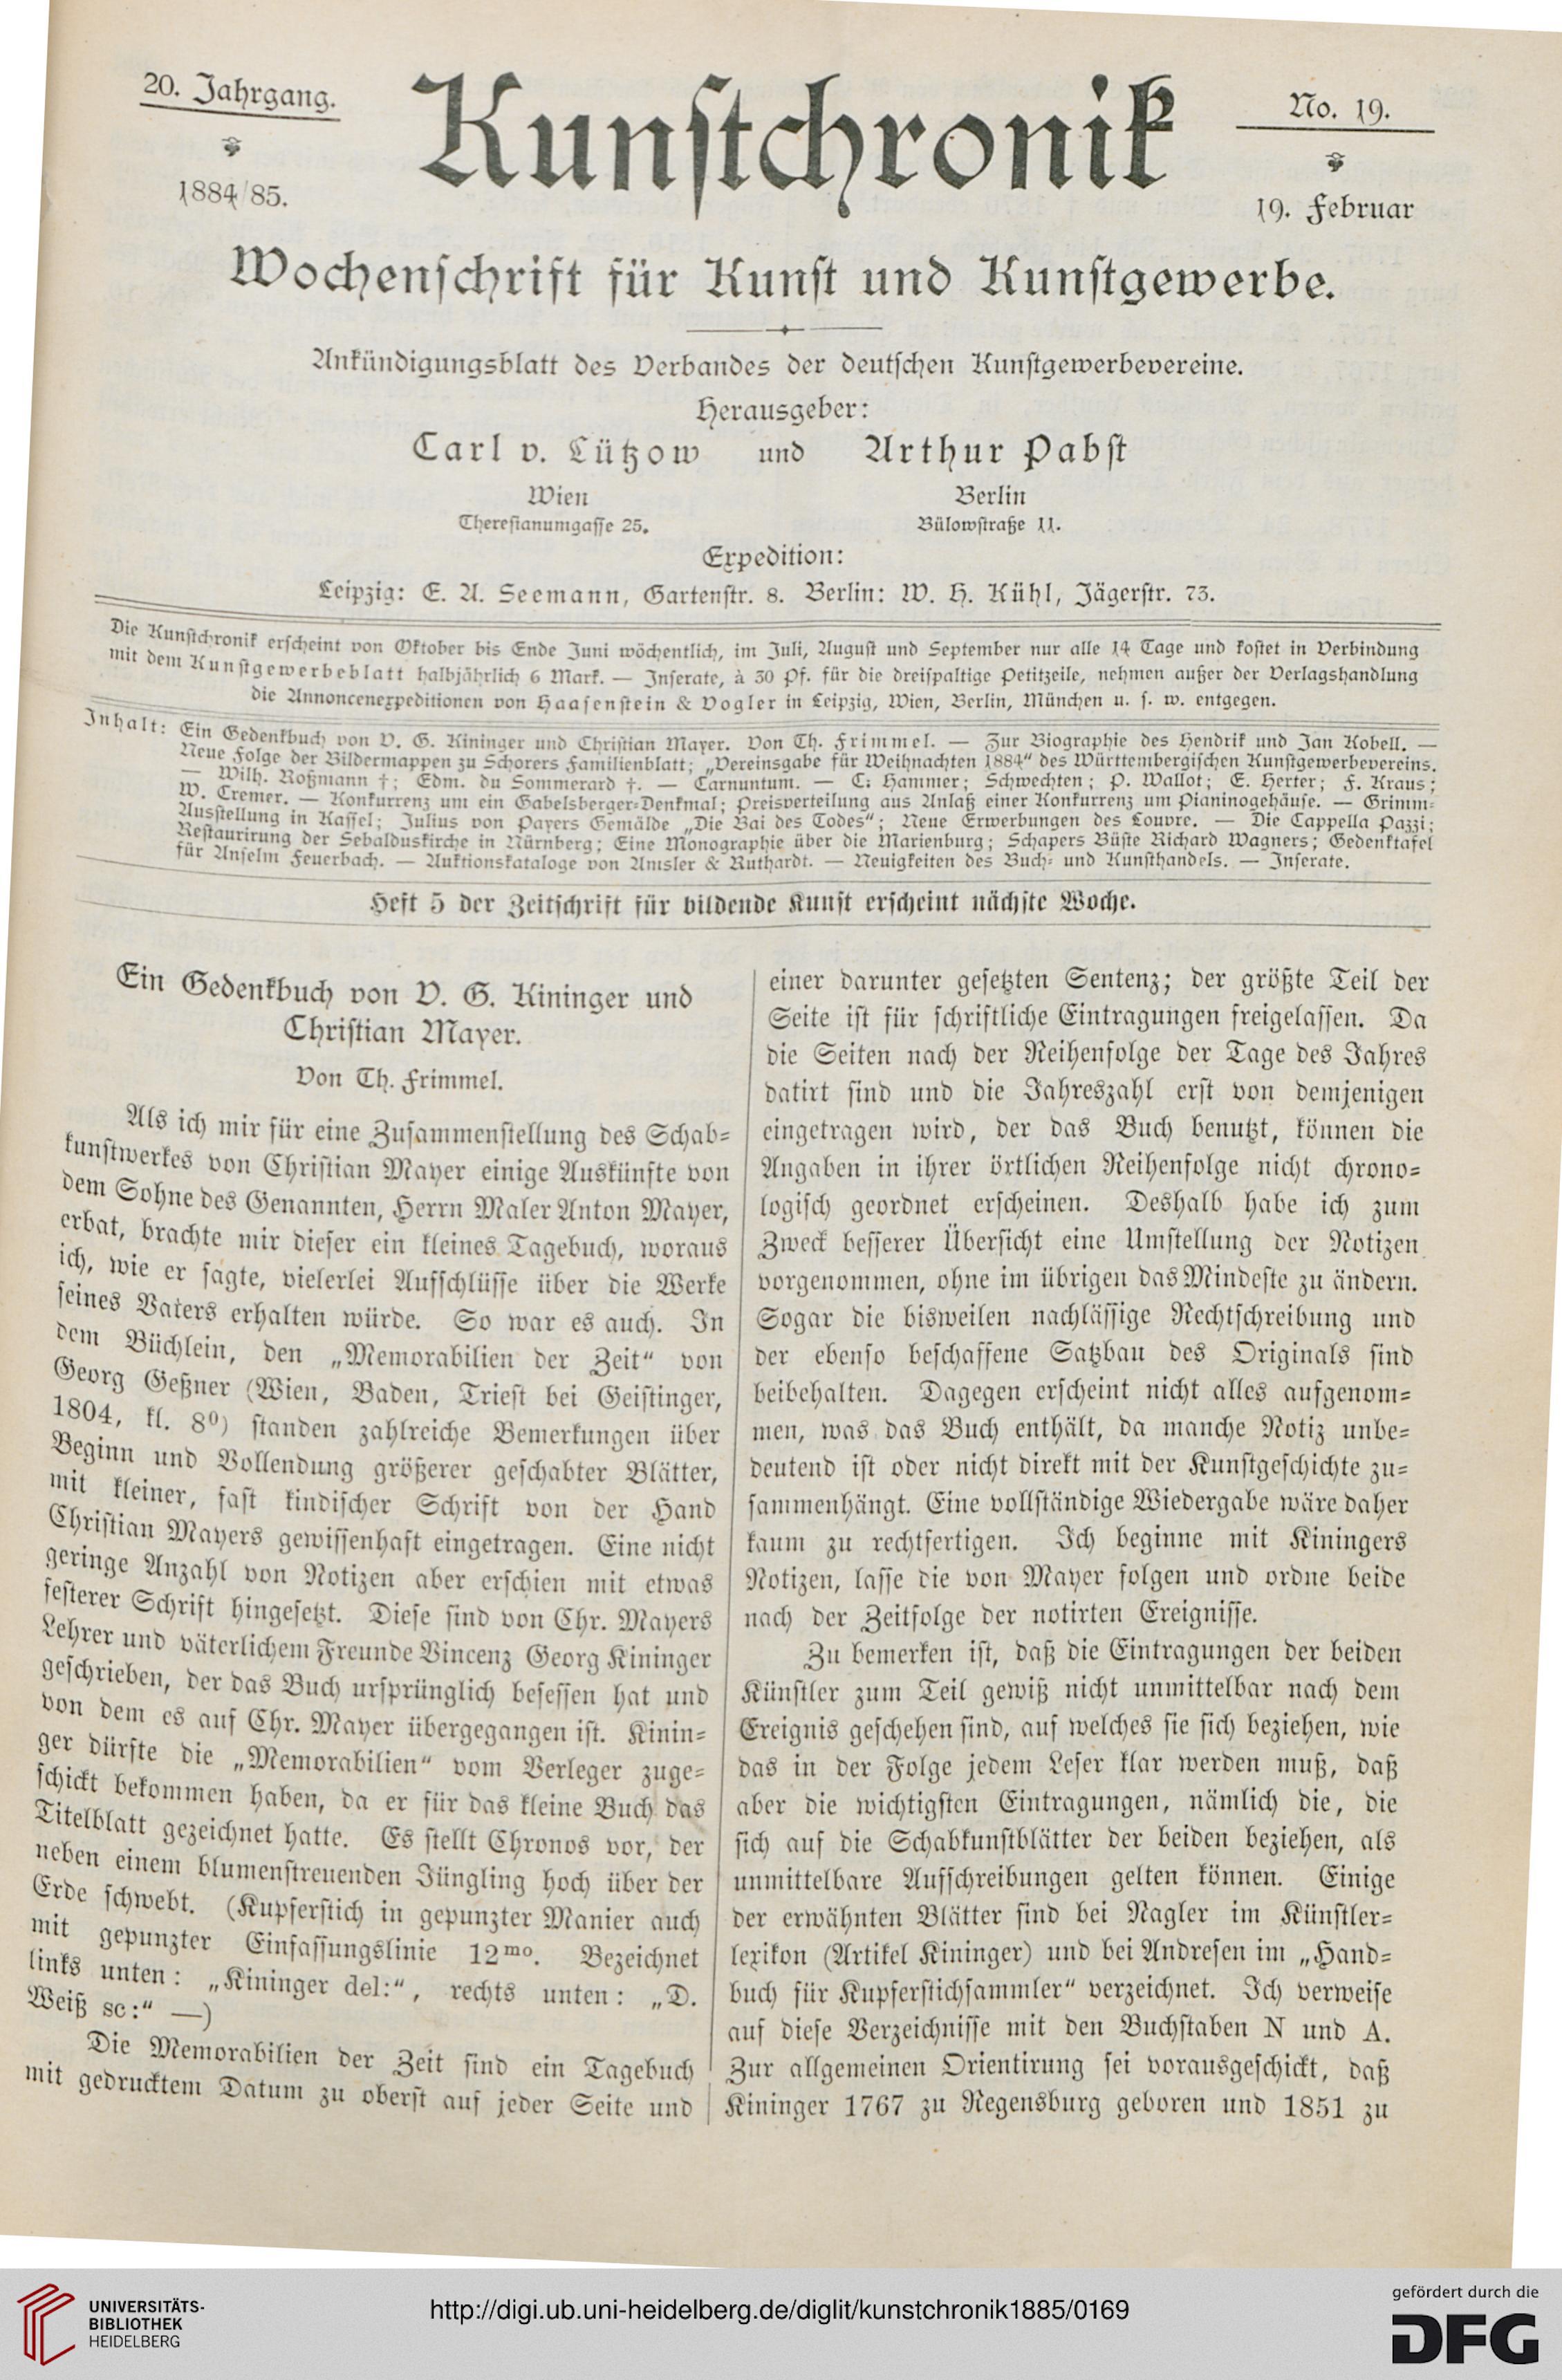 20. Jahrgang.
1884/85.
Kunstchronik
No. 19.
19. Februar
Wochenschrift für Kunst und Kunstgewerbe.
Ankündigungsblatt des Verbandes der deutschen Kunstgewerbevereine.
Herausgeber:
Carl v. Lützow und Arthur Pabst
Wien Berlin
Theresianumgasse 25. Bülowstraße 11.
Expedition:
Leipzig: E. A. Seemann, Gartenstr. 8. Berlin: W. H. Kühl, Jägerstr. 73.
Die Kunstchronik erscheint von Oktober bis Ende Juni wöchentlich, im Juli, August und September nur alle 14 Tage und kostet in Verbindung
mit dem Kunstgewerbeblatt halbjährlich 6 Mark. — Inserate, à 30 Pf. für die dreispaltige Petitzeile, nehmen außer der Verlagshandlung
die Annoncenexpeditionen von Haasenstein & Vogler in Leipzig, Wien, Berlin, München u. s. w. entgegen.
Inhalt: Ein Gedenkbuch von V. G. Kininger und Christian Mayer. Von Th. Frimmel. — Zur Biographie des Hendrik und Jan Kobell. —
Neue Folge der Bildermappen zu Schorers Familienblatt; „Vereinsgabe für Weihnachten 1884“ des Württembergischen Kunstgewerbevereins.
— Wilh. Roßmann †; Edm. du Sommerard †. — Carnuntum. — C: Hammer; Schwechten; P. Wallot; E. Herter; F. Kraus;
W. Cremer. — Konkurrenz um ein Gabelsberger-Denkmal; Preisverteilung aus Anlaß einer Konkurrenz um Pianinogehäuse. — Grimm-
Ausstellung in Kassel; Julius von Payers Gemälde „Die Bai des Todes“; Neue Erwerbungen des Louvre. — Die Cappella Pazzi;
Restaurirung der Sebalduskirche in Nürnberg; Eine Monographie über die Marienburg; Schapers Büste Richard Wagners; Gedenktafel
für Anselm Feuerbach. — Auktionskataloge von Amsler & Ruthardt. — Neuigkeiten des Buch- und Kunsthandels. — Inserate.
Heft 5 der Zeitschrift für bildende Kunst erscheint nächste Woche.
Ein Gedenkbuch von V. G. Kininger und
Christian Mayer.
Von Th. Frimmel.
Als ich mir für eine Zusammenstellung des Schab-
kunstwerkes von Christian Mayer einige Auskünfte von
dem Sohne des Genannten, Herrn Maler Anton Mayer,
erbat, brachte mir dieser ein kleines Tagebuch, woraus
ich, wie er sagte, vielerlei Aufschlüsse über die Werke
seines Vaters erhalten würde. So war es auch. In
dem Büchlein, den „Memorabilien der Zeit“ von
Georg Geßner (Wien, Baden, Triest bei Geistinger,
1804, kl. 8⁰) standen zahlreiche Bemerkungen über
Beginn und Vollendung größerer geschabter Blätter,
mit kleiner, fast kindischer Schrift von der Hand
Christian Mayers gewissenhaft eingetragen. Eine nicht
geringe Anzahl von Notizen aber erschien mit etwas
festerer Schrift hingesetzt. Diese sind von Chr. Mayers
Lehrer und väterlichem Freunde Vincenz Georg Kininger
geschrieben, der das Buch ursprünglich besessen hat und
von dem es auf Chr. Mayer übergegangen ist. Kinin-
ger dürfte die „Memorabilien“ vom Verleger zuge-
schickt bekommen haben, da er für das kleine Buch das
Titelblatt gezeichnet hatte. Es stellt Chronos vor, der
neben einem blumenstreuenden Jüngling hoch über der
Erde schwebt. (Kupferstich in gepunzter Manier auch
mit gepunzter Einfassungslinie 12ᵐᵒ. Bezeichnet
links unten: „Kininger del:“, rechts unten: „D.
Weiß sc:“ —)
Die Memorabilien der Zeit sind ein Tagebuch
mit gedrucktem Datum zu oberst auf jeder Seite und
einer darunter gesetzten Sentenz; der größte Teil der
Seite ist für schriftliche Eintragungen freigelassen. Da
die Seiten nach der Reihenfolge der Tage des Jahres
datirt sind und die Jahreszahl erst von demjenigen
eingetragen wird, der das Buch benutzt, können die
Angaben in ihrer örtlichen Reihenfolge nicht chrono-
logisch geordnet erscheinen. Deshalb habe ich zum
Zweck besserer Übersicht eine Umstellung der Notizen
vorgenommen, ohne im übrigen das Mindeste zu ändern.
Sogar die bisweilen nachlässige Rechtschreibung und
der ebenso beschaffene Satzbau des Originals sind
beibehalten. Dagegen erscheint nicht alles aufgenom-
men, was das Buch enthält, da manche Notiz unbe-
deutend ist oder nicht direkt mit der Kunstgeschichte zu-
sammenhängt. Eine vollständige Wiedergabe wäre daher
kaum zu rechtfertigen. Ich beginne mit Kiningers
Notizen, lasse die von Mayer folgen und ordne beide
nach der Zeitfolge der notirten Ereignisse.
Zu bemerken ist, daß die Eintragungen der beiden
Künstler zum Teil gewiß nicht unmittelbar nach dem
Ereignis geschehen sind, auf welches sie sich beziehen, wie
das in der Folge jedem Leser klar werden muß, daß
aber die wichtigsten Eintragungen, nämlich die, die
sich auf die Schabkunstblätter der beiden beziehen, als
unmittelbare Aufschreibungen gelten können. Einige
der erwähnten Blätter sind bei Nagler im Künstler-
lexikon (Artikel Kininger) und bei Andresen im „Hand-
buch für Kupferstichsammler“ verzeichnet. Ich verweise
auf diese Verzeichnisse mit den Buchstaben N und A.
Zur allgemeinen Orientirung sei vorausgeschickt, daß
Kininger 1767 zu Regensburg geboren und 1851 zu
UNIVERSITÄTS-
BIBLIOTHEK
HEIDELBERG
http://digi.ub.uni-heidelberg.de/diglit/kunstchronik1885/0169
gefördert durch die
DFG